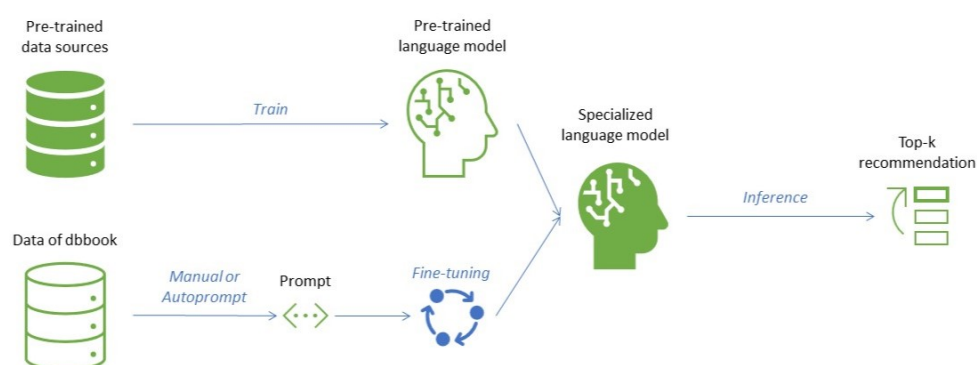 Pre-trained
data sources
Train
Pre-trained
language model
Specialized
language model
Inference
Top-k
recommendation
Data of dbbook
Manual or
Autoprompt
Prompt
Fine-tuning